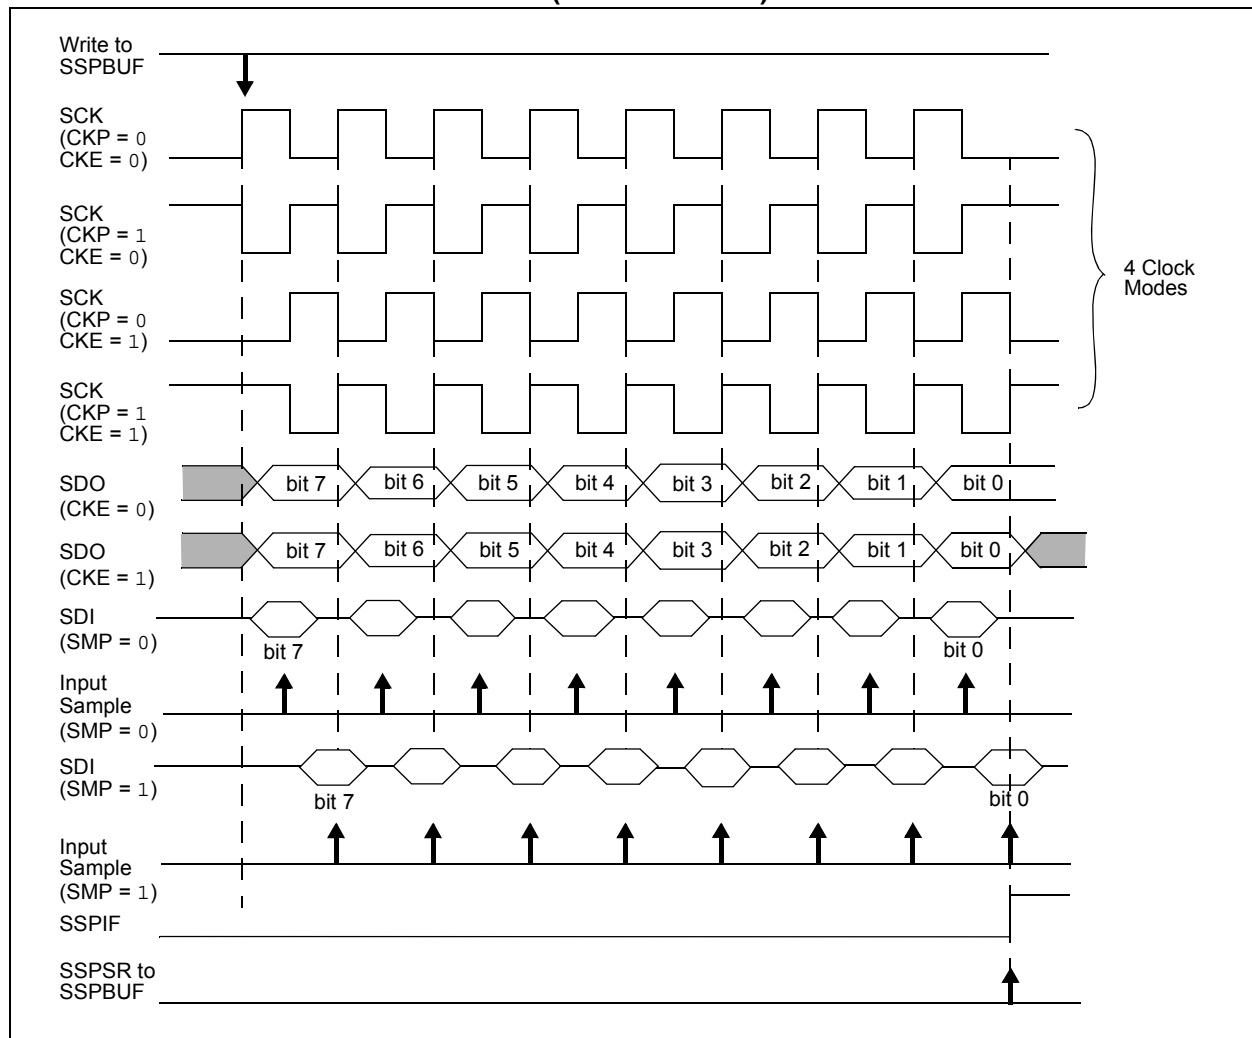 Write to
SSPBUF
SCK
(CKP = 0
CKE = 0)
SCK
(CKP = 1
CKE = 0)
SCK
(CKP = 0
CKE = 1)
SCK
(CKP = 1
CKE = 1)
4 Clock
Modes
SDO
(CKE = 0)
bit 7 bit 6 bit 5 bit 4 bit 3 bit 2 bit 1 bit 0
SDO
(CKE = 1)
bit 7 bit 6 bit 5 bit 4 bit 3 bit 2 bit 1 bit 0
SDI
(SMP = 0)
bit 7 bit 0
Input
Sample
(SMP = 0)
SDI
(SMP = 1)
bit 7 bit 0
Input
Sample
(SMP = 1)
SSPIF
SSPSR to
SSPBUF